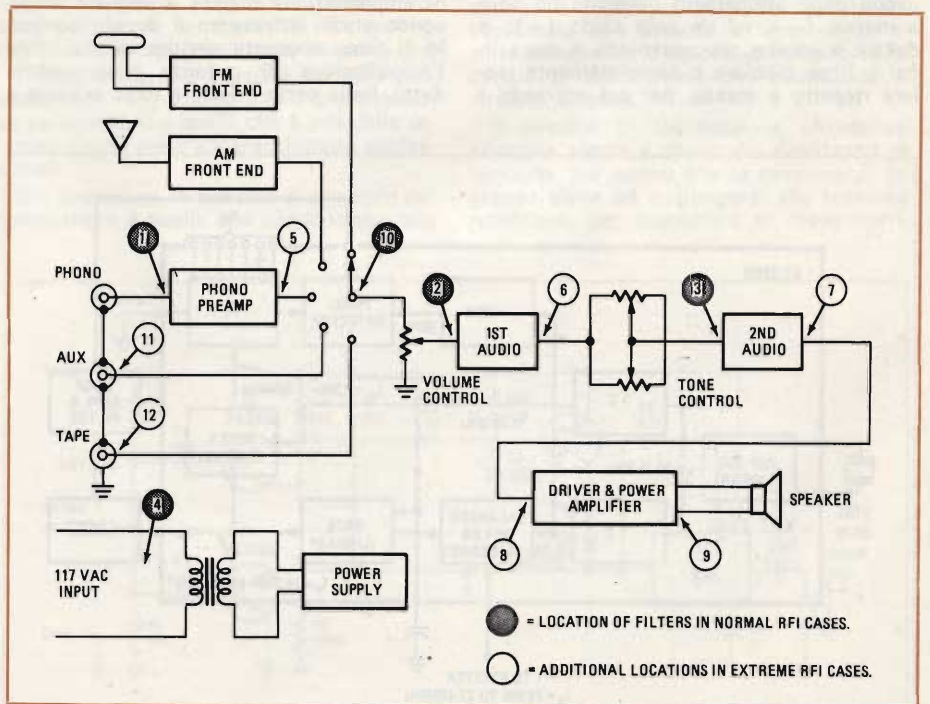 FM
FRONT END
AM
FRONT END
1
5
10
PHONO
PHONO
PREAMP
2
6
3
7
11
AUX
1ST
AUDIO
2ND
AUDIO
VOLUME
CONTROL
TONE
CONTROL
12
TAPE
4
DRIVER & POWER
AMPLIFIER
SPEAKER
8
9
117 VAC
INPUT
POWER
SUPPLY
= LOCATION OF FILTERS IN NORMAL RFI CASES.
= ADDITIONAL LOCATIONS IN EXTREME RFI CASES.